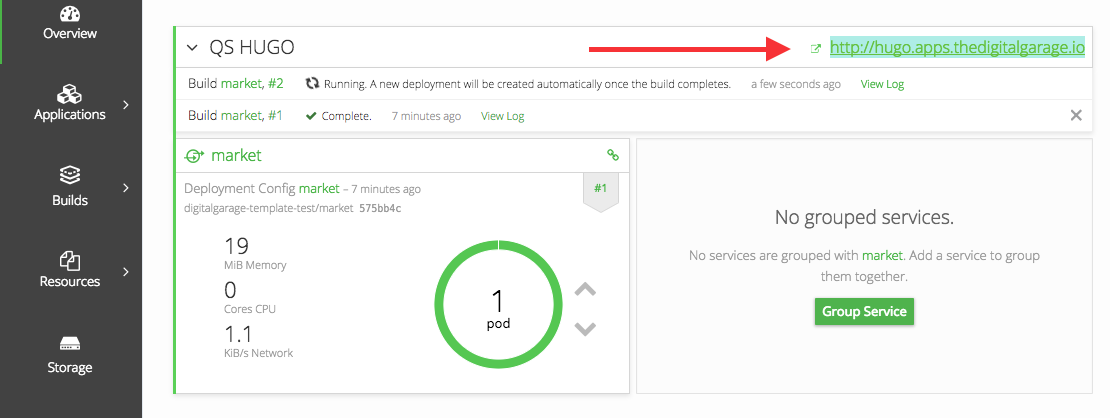 Overview
Applications
Builds
Resources
Storage
QS HUGO http://hugo.apps.thedigitalgarage.io
Build market, #2 Running. A new deployment will be created automatically once the build completes. a few seconds ago View Log
Build market, #1 Complete. 7 minutes ago View Log
market
Deployment Config market – 7 minutes ago
#1
digitalgarage-template-test/market 575bb4c
19
MiB Memory
0
Cores CPU
1.1
KiB/s Network
1
pod
No grouped services.
No services are grouped with market. Add a service to group
them together.
Group Service